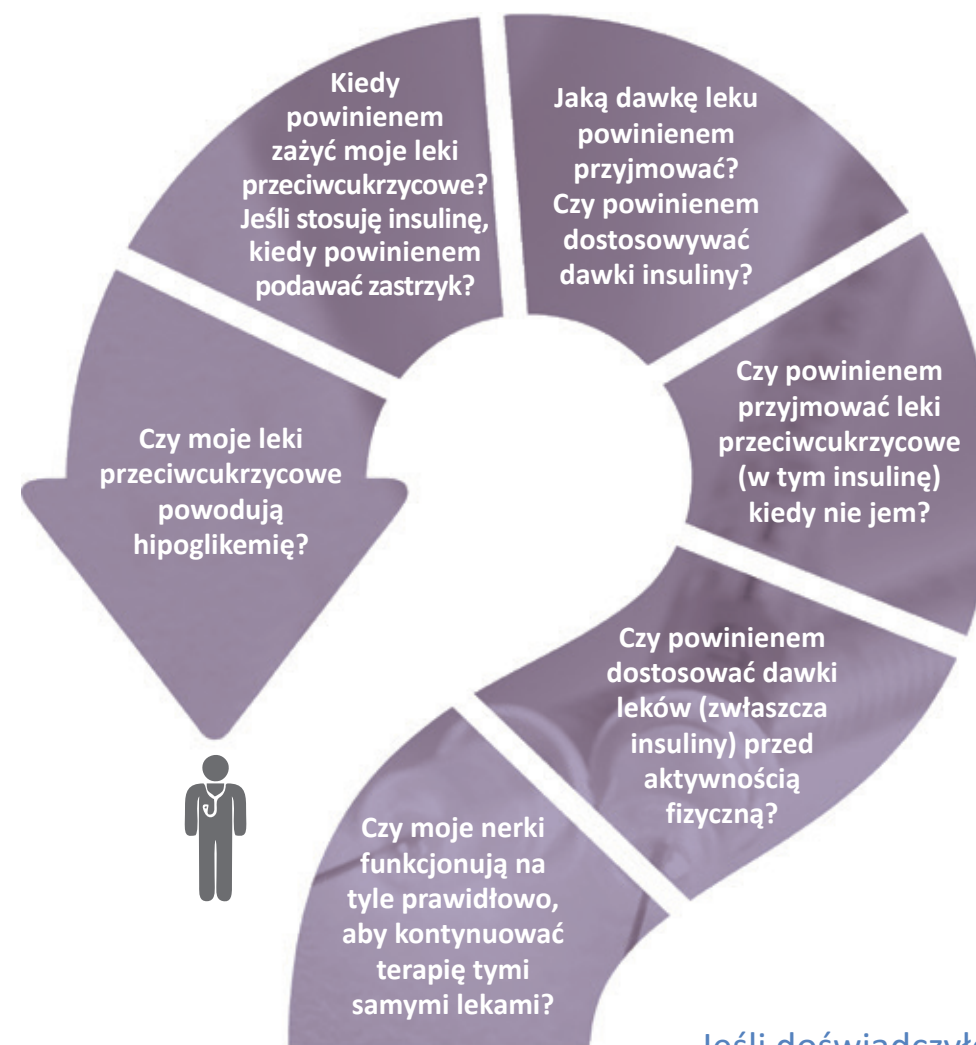 Kiedy
powinienem
zażyć moje leki
przeciwcukrzycowe?
Jeśli stosuję insulinę,
kiedy powinienem
podawać zastrzyk?
Jaką dawkę leku
powinienem
przyjmować?
Czy powinienem
dostosowywać
dawki insuliny?
Czy powinienem
przyjmować leki
przeciwcukrzycowe
(w tym insulinę)
kiedy nie jem?
Czy moje leki
przeciwcukrzycowe
powodują
hipoglikemię?
Czy powinienem
dostosować dawki
leków (zwłaszcza
insuliny) przed
aktywnością
fizyczną?
Czy moje nerki
funkcjonują na
tyle prawidłowo,
aby kontynuować
terapię tymi
samymi lekami?
Jeśli